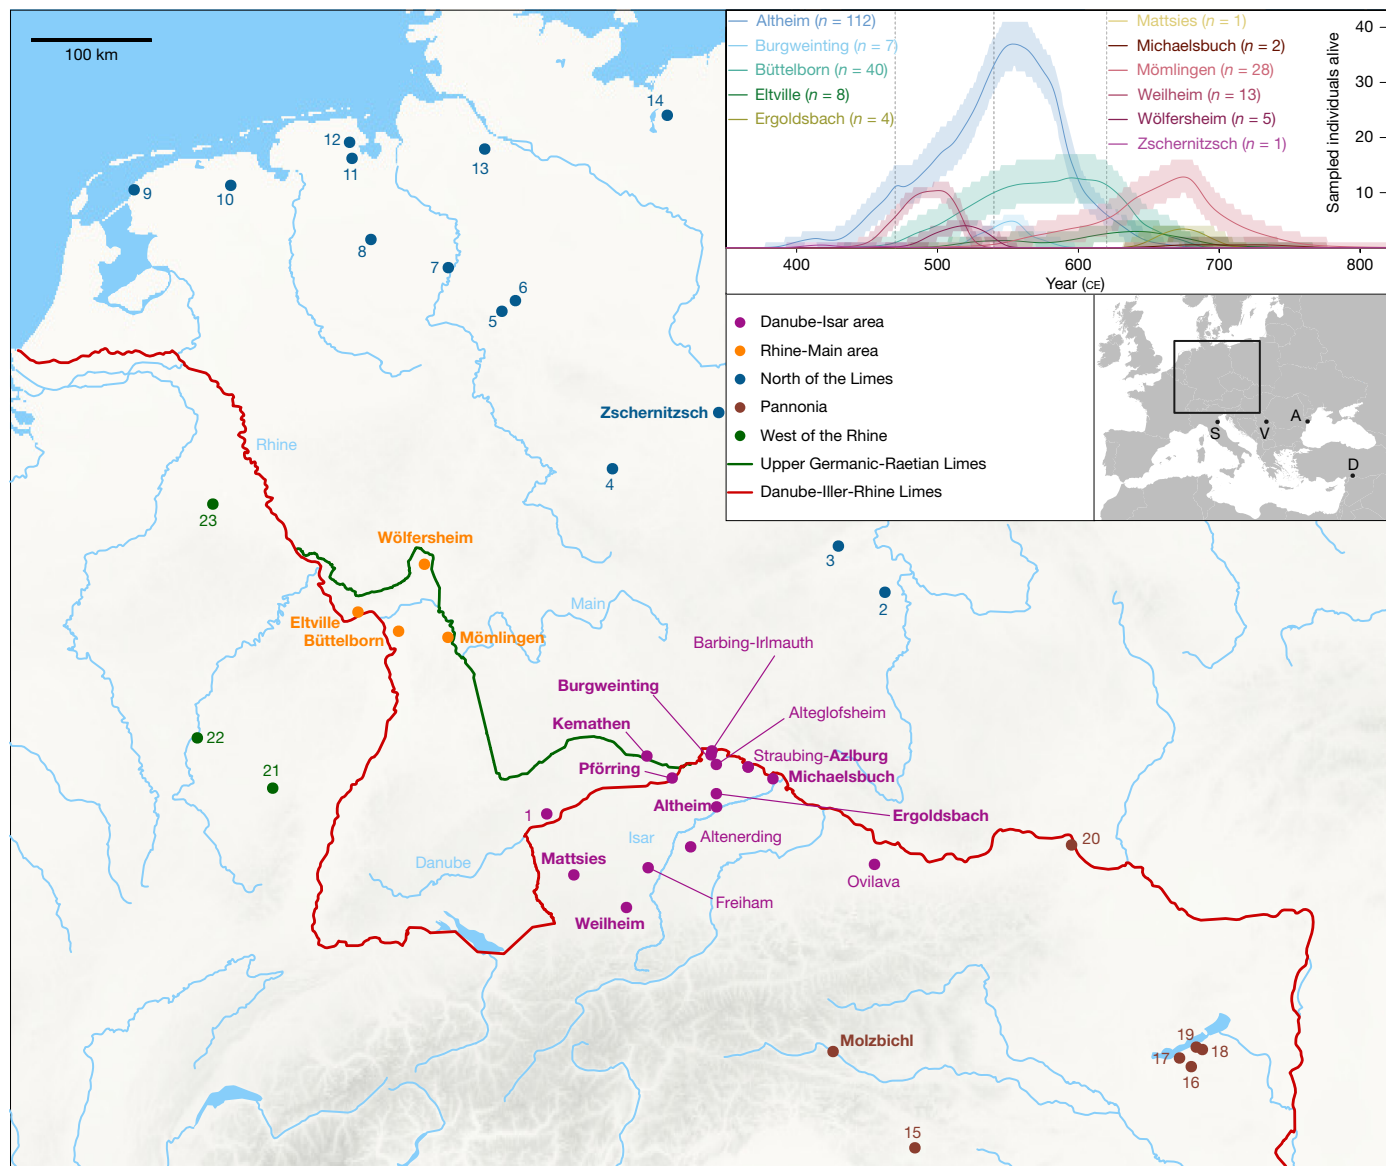 100 km
Altheim (n = 112)
Burgweinting (n = 7)
Büttelborn (n = 40)
Eltville (n = 8)
Ergoldsbach (n = 4)
Mattsies (n = 1)
Michaelsbuch (n = 2)
Mömlingen (n = 28)
Weilheim (n = 13)
Wölfersheim (n = 5)
Zschernitzsch (n = 1)
Sampled individuals alive
40
30
20
10
400
500
600
700
800
Year (CE)
Danube-Isar area
Rhine-Main area
North of the Limes
Pannonia
West of the Rhine
Upper Germanic-Raetian Limes
Danube-Iller-Rhine Limes
S
V
A
D
14
12
11
13
9
10
8
7
6
5
Zschernitzsch
Rhine
4
23
3
2
Wölfersheim
Main
Eltville
Büttelborn
Mömlingen
Barbing-Irlmauth
Burgweinting
Alteglofsheim
Kemathen
22
Straubing-Azlburg
Pförring
Michaelsbuch
21
Altheim
Ergoldsbach
1
Isar
Altenerding
20
Danube
Mattsies
Ovilava
Freiham
Weilheim
Molzbichl
19
18
17
16
15